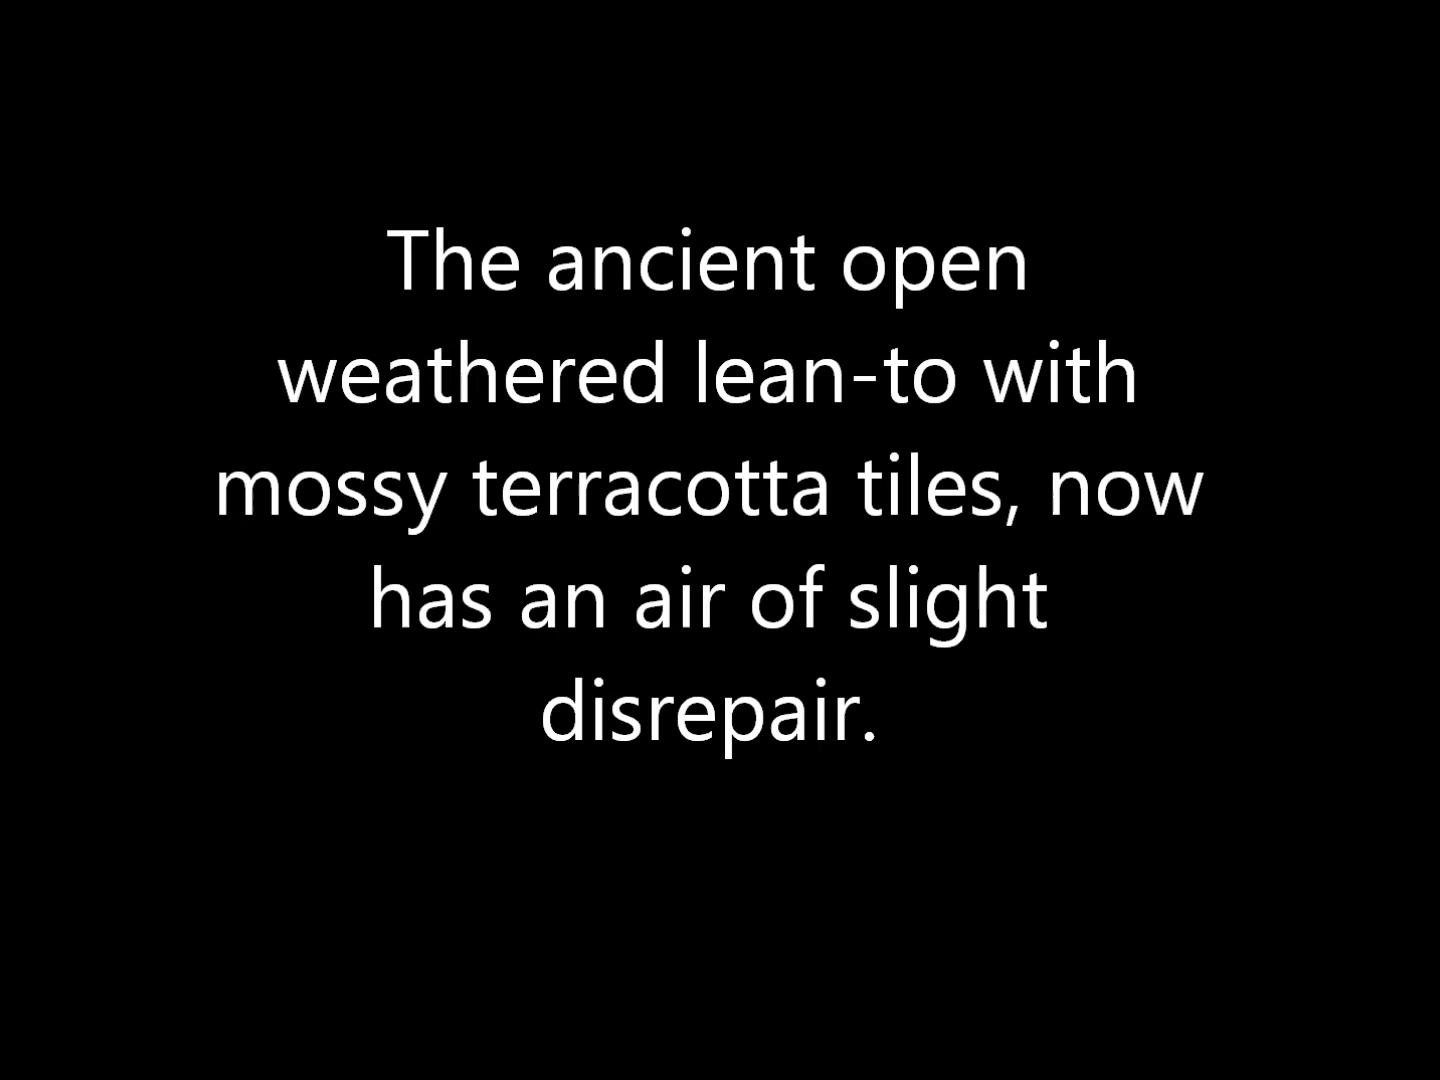 The ancient open
weathered lean-to with
mossy terracotta tiles, now
has an air of slight
disrepair.